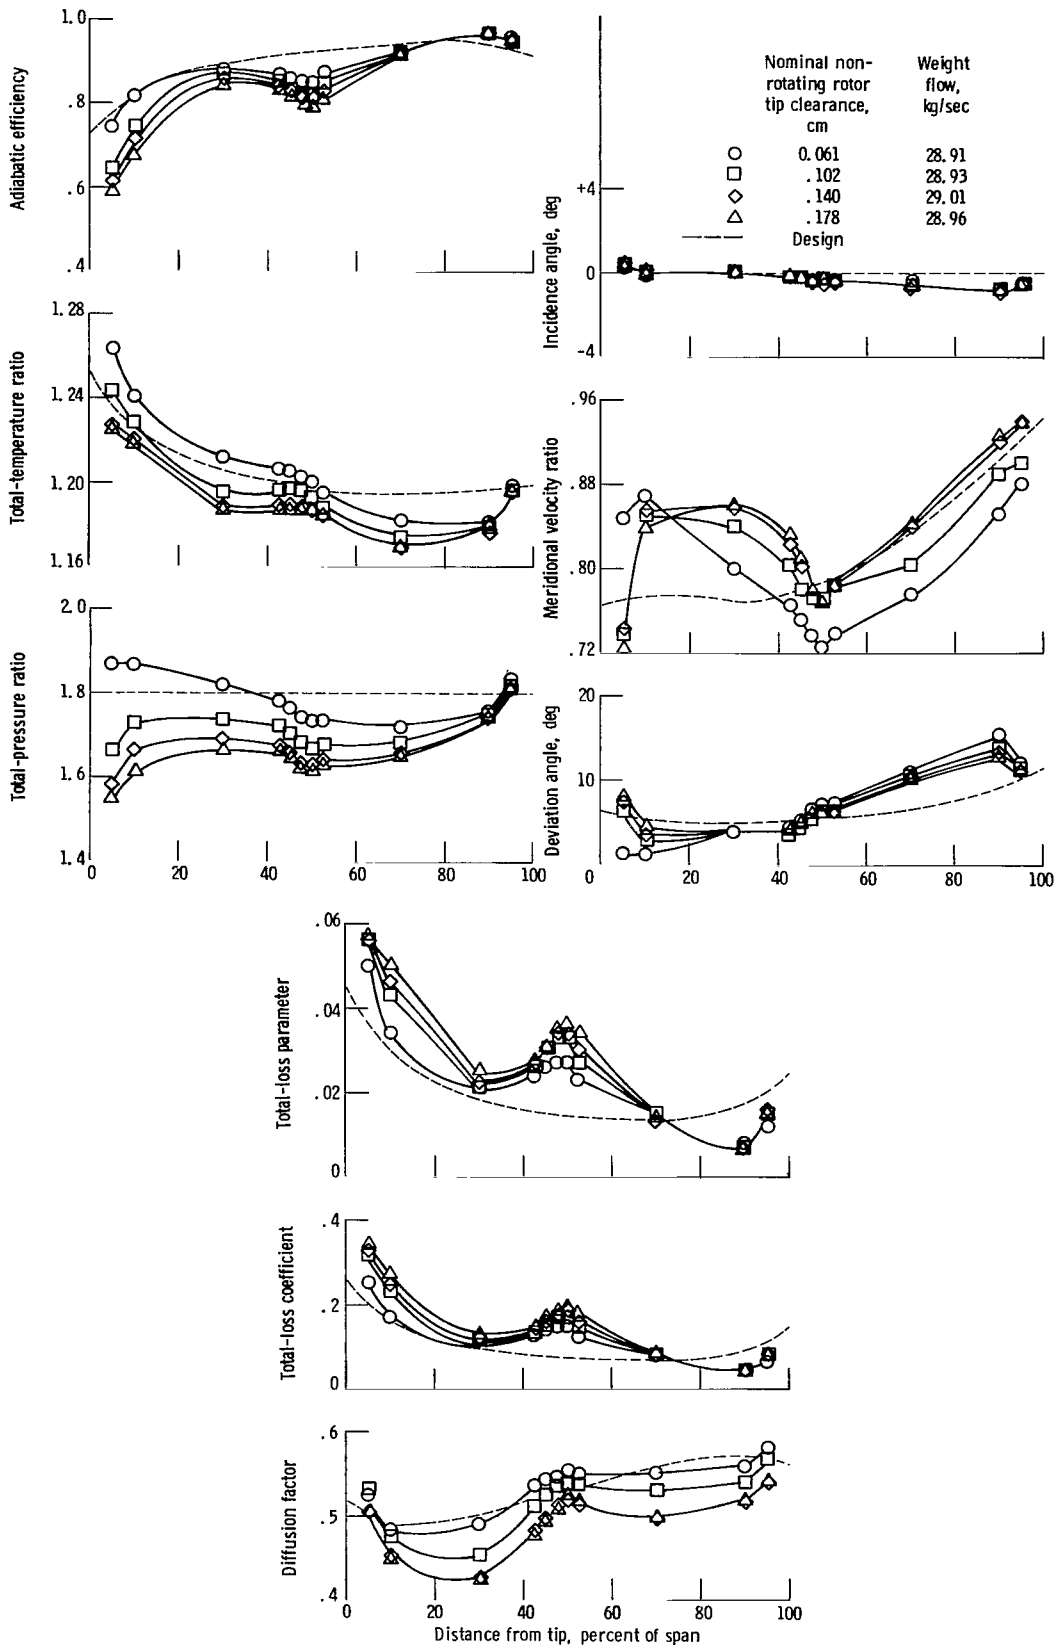 Adiabatic efficiency
1.0
.8
.6
.4
20
40
60
80
100
Nominal non-
rotating rotor
tip clearance,
cm
Weight
flow,
kg/sec
0.061 28.91
.102 28.93
.140 29.01
.178 28.96
Design
Incidence angle, deg
+4
0
-4
Total-temperature ratio
1.28
1.24
1.20
1.16
Meridional velocity ratio
.96
.88
.80
.72
Total-pressure ratio
2.0
1.8
1.6
1.4
0 20 40 60 80 100
Deviation angle, deg
20
10
0 20 40 60 80 100
Total-loss parameter
.06
.04
.02
0
Total-loss coefficient
.4
.2
0
Diffusion factor
.6
.5
.4
0 20 40 60 80 100
Distance from tip, percent of span